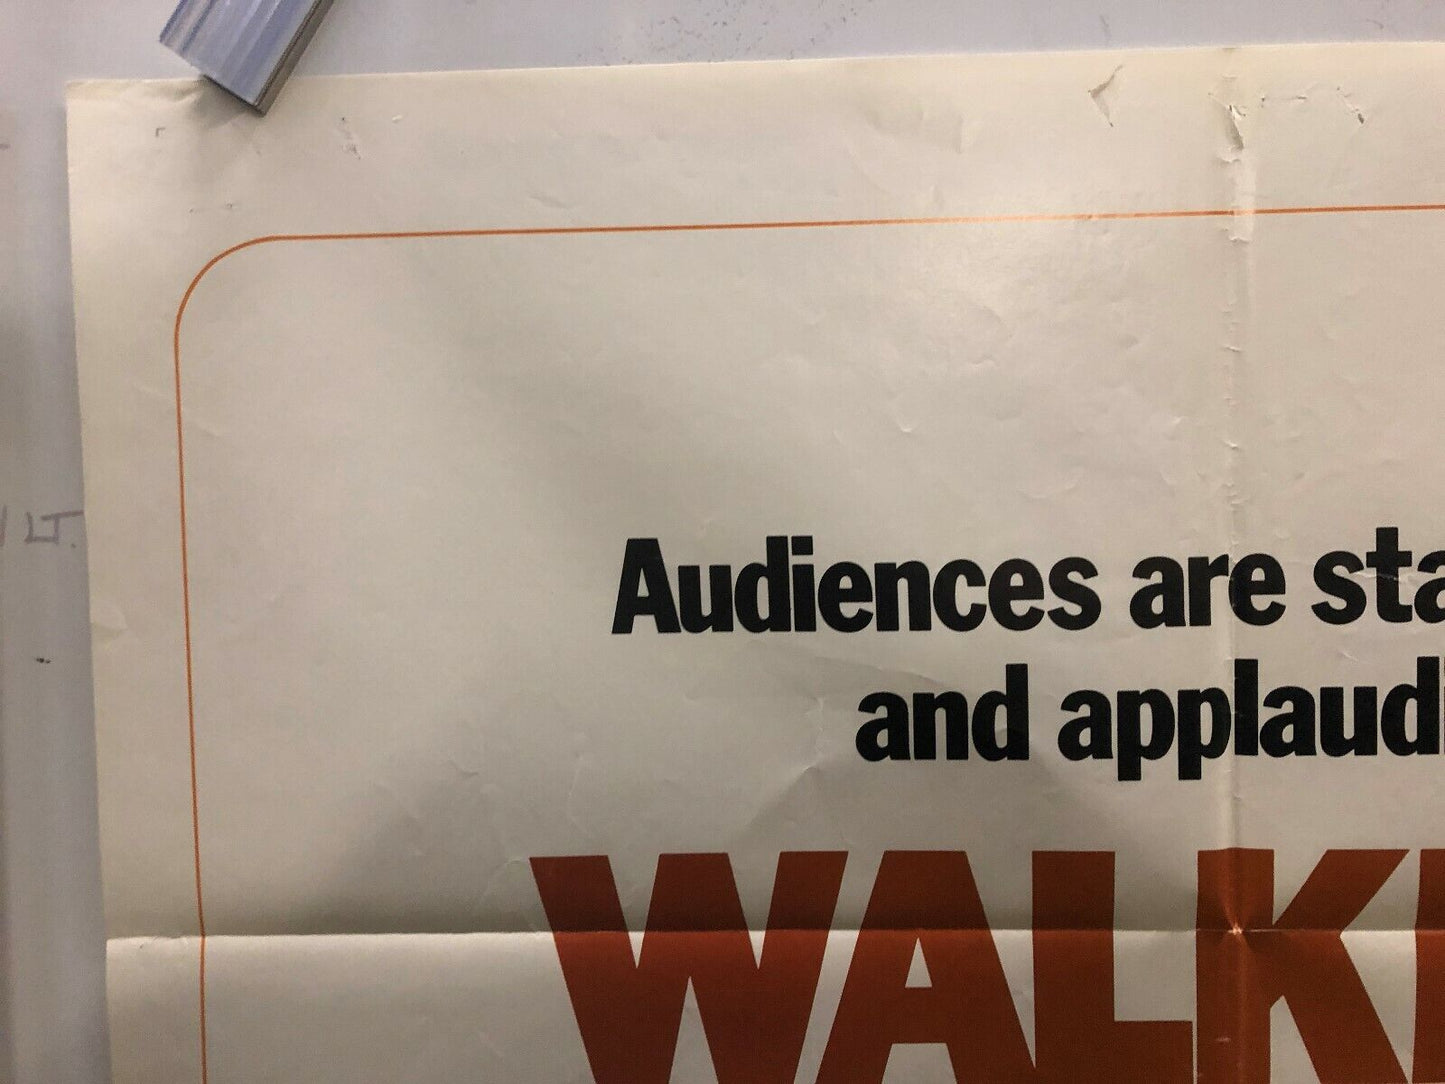 Audiences are sta
and applaudi
WALK